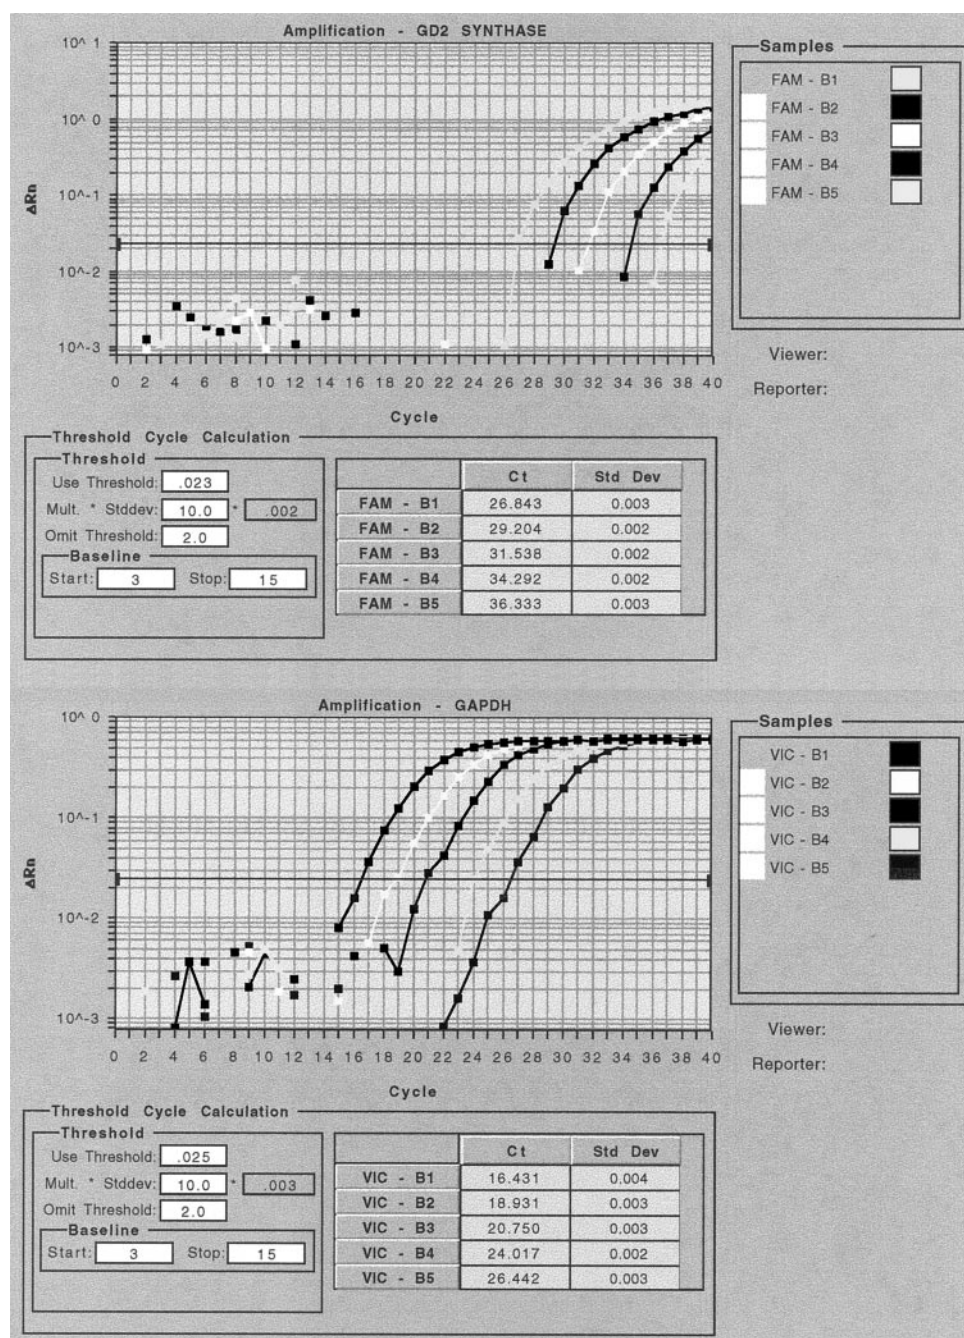 Amplification - GD2 SYNTHASE
10^ 1
10^ 0
10^-1
10^-2
10^-3
ΔRn
0 2 4 6 8 10 12 14 16 18 20 22 24 26 28 30 32 34 36 38 40
Cycle
Samples
FAM - B1
FAM - B2
FAM - B3
FAM - B4
FAM - B5
Viewer:
Reporter:
Threshold Cycle Calculation
Threshold
Use Threshold: .023
Mult. * Stddev: 10.0 * .002
Omit Threshold: 2.0
Baseline
Start: 3 Stop: 15
Ct Std Dev
FAM - B1 26.843 0.003
FAM - B2 29.204 0.002
FAM - B3 31.538 0.002
FAM - B4 34.292 0.002
FAM - B5 36.333 0.003
Amplification - GAPDH
10^ 0
10^-1
10^-2
10^-3
ΔRn
0 2 4 6 8 10 12 14 16 18 20 22 24 26 28 30 32 34 36 38 40
Cycle
Samples
VIC - B1
VIC - B2
VIC - B3
VIC - B4
VIC - B5
Viewer:
Reporter:
Threshold Cycle Calculation
Threshold
Use Threshold: .025
Mult. * Stddev: 10.0 * .003
Omit Threshold: 2.0
Baseline
Start: 3 Stop: 15
Ct Std Dev
VIC - B1 16.431 0.004
VIC - B2 18.931 0.003
VIC - B3 20.750 0.003
VIC - B4 24.017 0.002
VIC - B5 26.442 0.003